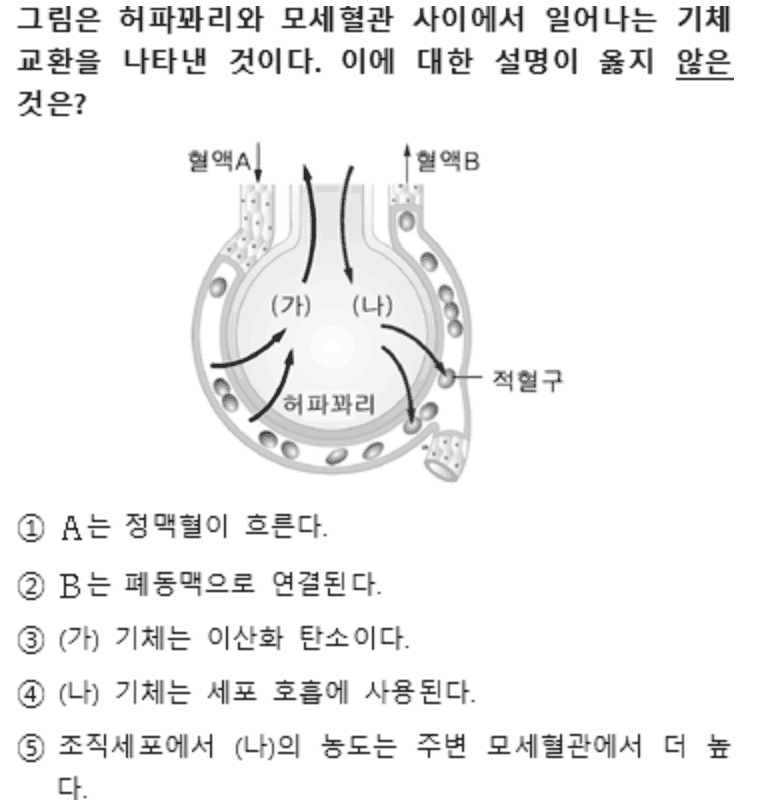 그림은 허파꽈리와 모세혈관 사이에서 일어나는 기체
교환을 나타낸 것이다. 이에 대한 설명이 옳지 않은
것은?
혈액A
혈액B
(가)
(나)
적혈구
허파꽈리
① A는 정맥혈이 흐른다.
② B는 폐동맥으로 연결된다.
③ (가) 기체는 이산화 탄소이다.
④ (나) 기체는 세포 호흡에 사용된다.
⑤ 조직세포에서 (나)의 농도는 주변 모세혈관에서 더 높
다.